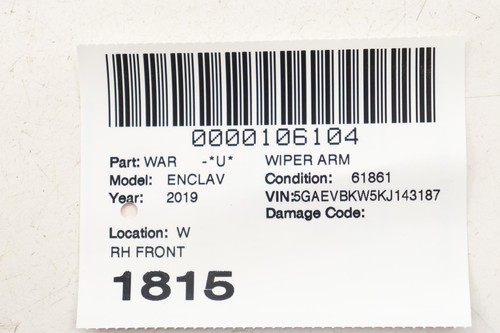 0000106104
Part: WAR -*U* WIPER ARM
Model: ENCLAV Condition: 61861
Year: 2019 VIN:5GAEVBKW5KJ143187
Damage Code:
Location: W
RH FRONT
1815